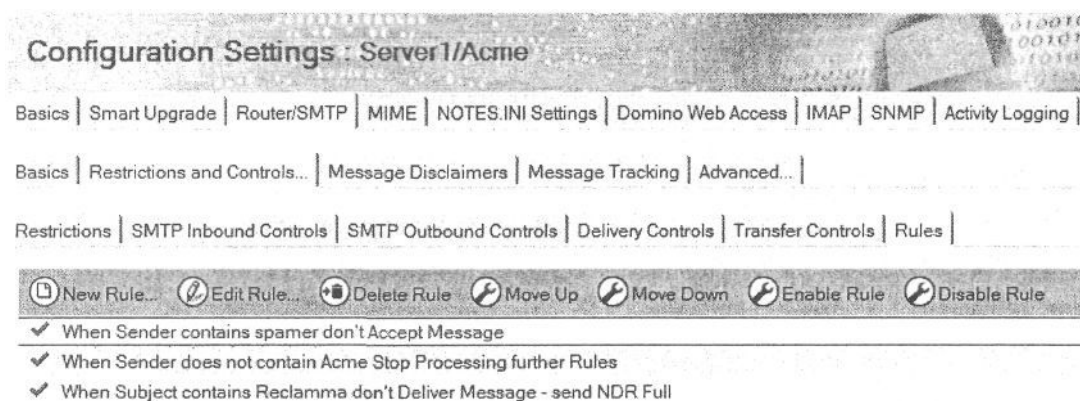 Configuration Settings : Server1/Acme
Basics | Smart Upgrade | Router/SMTP | MIME | NOTES.INI Settings | Domino Web Access | IMAP | SNMP | Activity Logging |
Basics | Restrictions and Controls... | Message Disclaimers | Message Tracking | Advanced... |
Restrictions | SMTP Inbound Controls | SMTP Outbound Controls | Delivery Controls | Transfer Controls | Rules |
New Rule... Edit Rule... Delete Rule Move Up Move Down Enable Rule Disable Rule
When Sender contains spamer don't Accept Message
When Sender does not contain Acme Stop Processing further Rules
When Subject contains Reclamma don't Deliver Message - send NDR Full